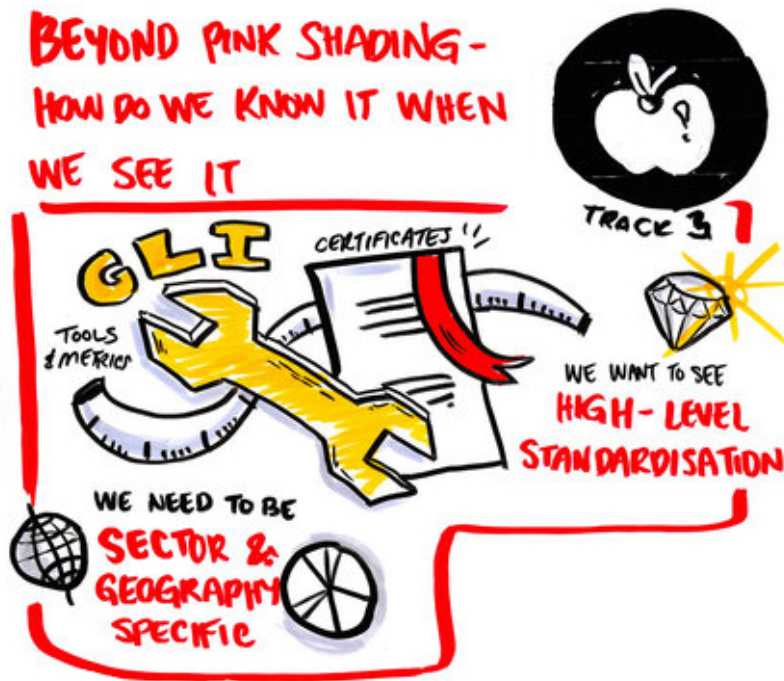 BEYOND PINK SHADING -
HOW DO WE KNOW IT WHEN
WE SEE IT
TRACK 3
GLI
CERTIFICATES
TOOLS
& METRICS
WE WANT TO SEE
HIGH-LEVEL
STANDARDISATION
WE NEED TO BE
SECTOR &
GEOGRAPHY
SPECIFIC